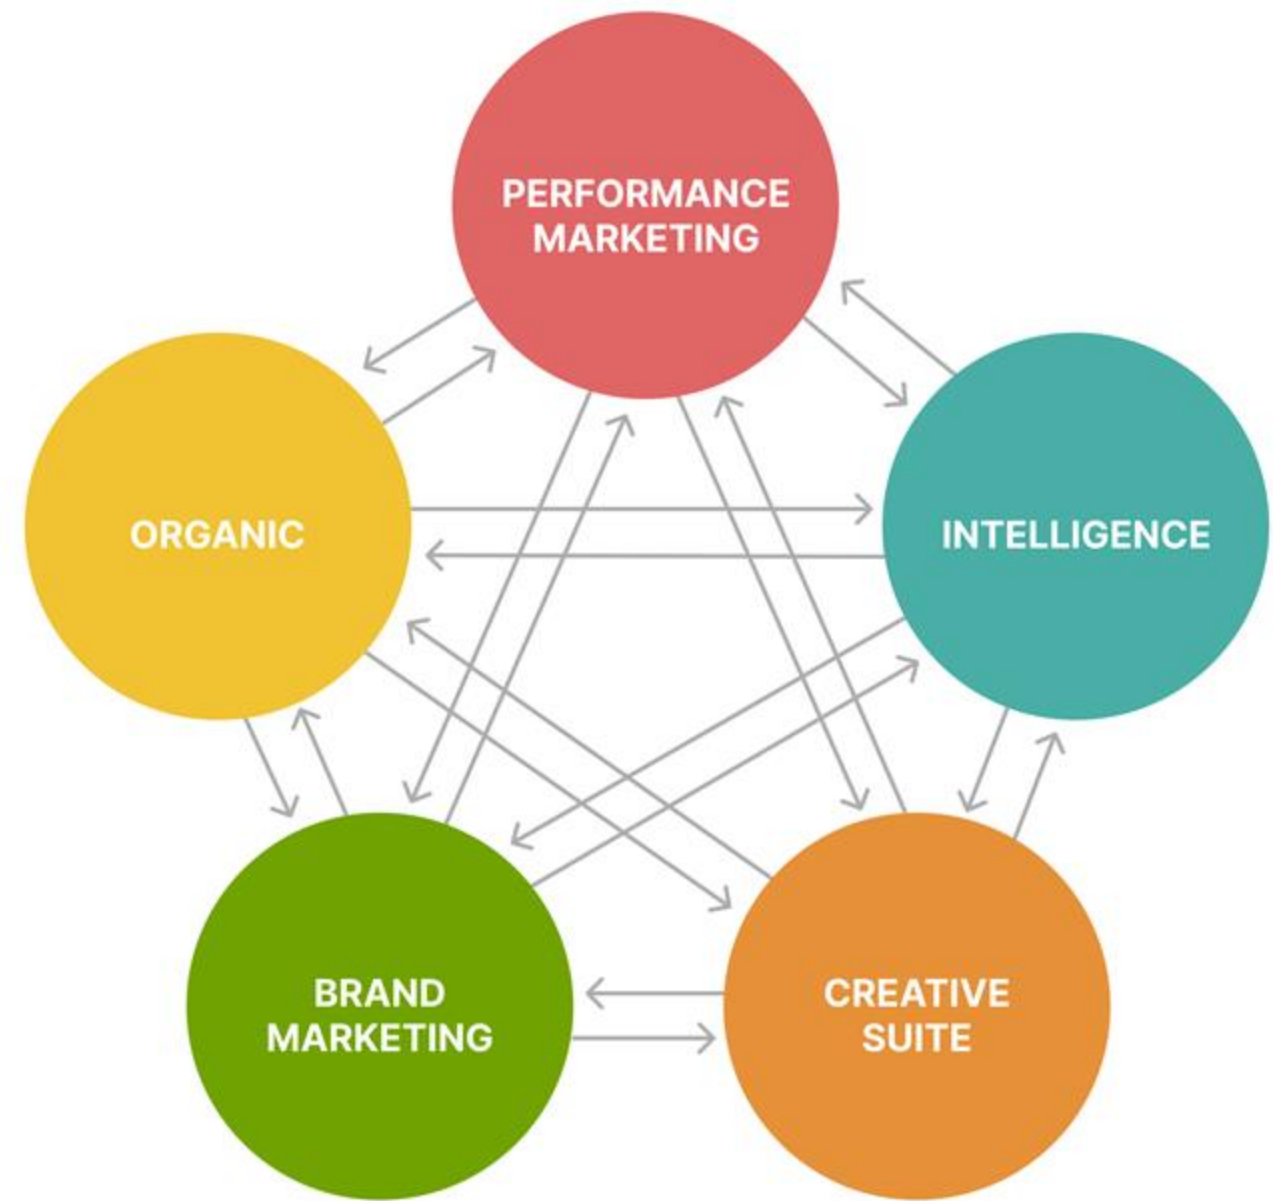 PERFORMANCE
MARKETING
ORGANIC
INTELLIGENCE
BRAND
MARKETING
CREATIVE
SUITE